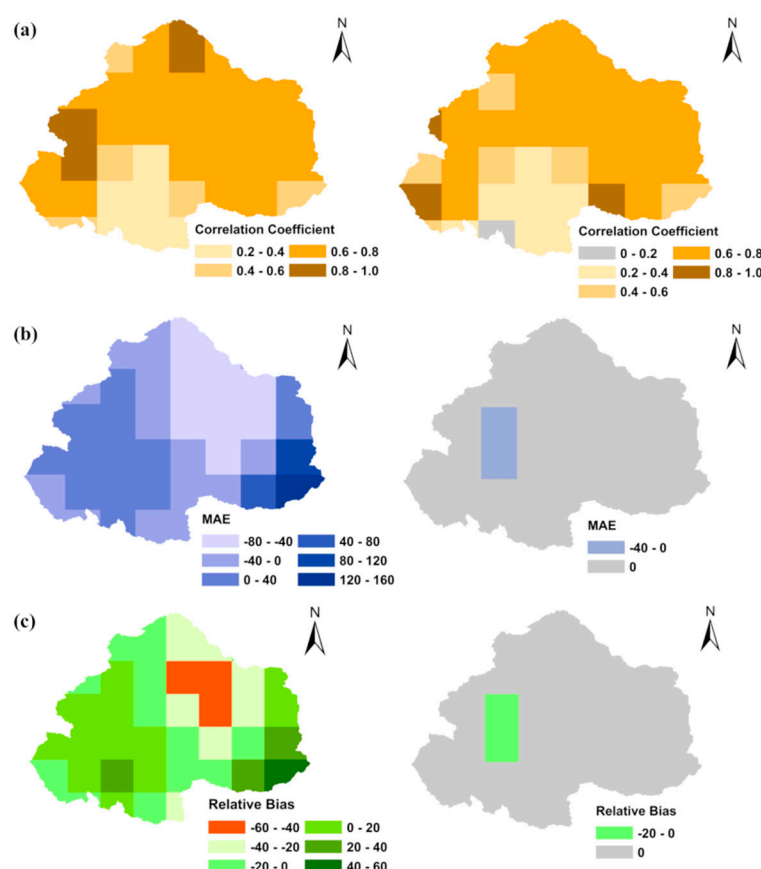 (a)
N
N
Correlation Coefficient
0.2 - 0.4 0.6 - 0.8
0.4 - 0.6 0.8 - 1.0
Correlation Coefficient
0 - 0.2 0.6 - 0.8
0.2 - 0.4 0.8 - 1.0
0.4 - 0.6
(b)
N
N
MAE
-80 - -40 40 - 80
-40 - 0 80 - 120
0 - 40 120 - 160
MAE
-40 - 0
0
(c)
N
N
Relative Bias
-60 - -40 0 - 20
-40 - -20 20 - 40
-20 - 0 40 - 60
Relative Bias
-20 - 0
0